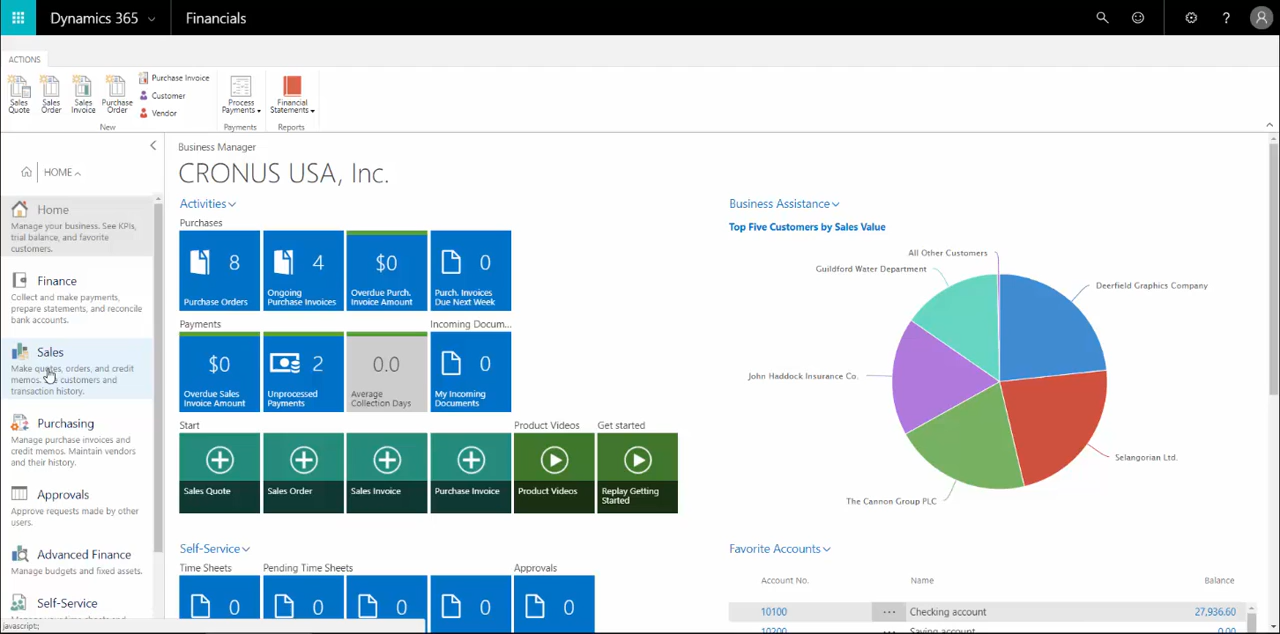 Dynamics 365
Financials
?
ACTIONS
Sales Quote
Sales Order
Sales Invoice
Purchase Order
Purchase Invoice
Customer
Vendor
Process Payments
Financial Statements
New
Payments
Reports
HOME
Home
Manage your business. See KPIs,
trial balance, and favorite
customers.
Finance
Collect and make payments,
prepare statements, and reconcile
bank accounts.
Sales
Make quotes, orders, and credit
memos. customers and
transaction history.
Purchasing
Manage purchase invoices and
credit memos. Maintain vendors
and their history.
Approvals
Approve requests made by other
users.
Advanced Finance
Manage budgets and fixed assets.
Self-Service
javascript:;
Business Manager
CRONUS USA, Inc.
Activities
Purchases
8
Purchase Orders
4
Ongoing
Purchase Invoices
$0
Overdue Purch.
Invoice Amount
0
Purch. Invoices
Due Next Week
Payments
Incoming Docum...
$0
Overdue Sales
Invoice Amount
2
Unprocessed
Payments
0.0
Average
Collection Days
0
My Incoming
Documents
Start
Product Videos
Get started
Sales Quote
Sales Order
Sales Invoice
Purchase Invoice
Product Videos
Replay Getting
Started
Self-Service
Time Sheets
Pending Time Sheets
Approvals
0
0
0
0
0
Business Assistance
Top Five Customers by Sales Value
All Other Customers
Guildford Water Department
Deerfield Graphics Company
John Haddock Insurance Co.
Selangorian Ltd.
The Cannon Group PLC
Favorite Accounts
Account No.
Name
Balance
10100
...
Checking account
27,936.60
10200
Saving account
0.00